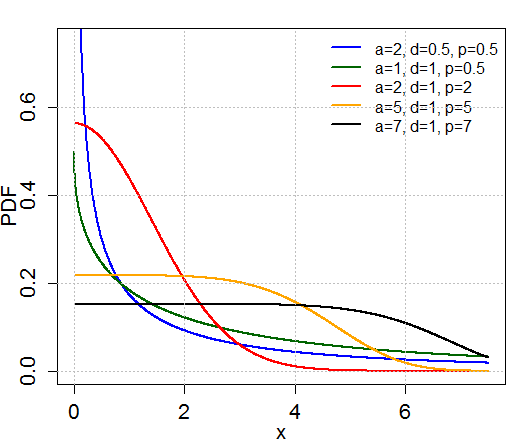 a=2, d=0.5, p=0.5
a=1, d=1, p=0.5
a=2, d=1, p=2
a=5, d=1, p=5
a=7, d=1, p=7
PDF
0.6
0.4
0.2
0.0
0 2 4 6
x